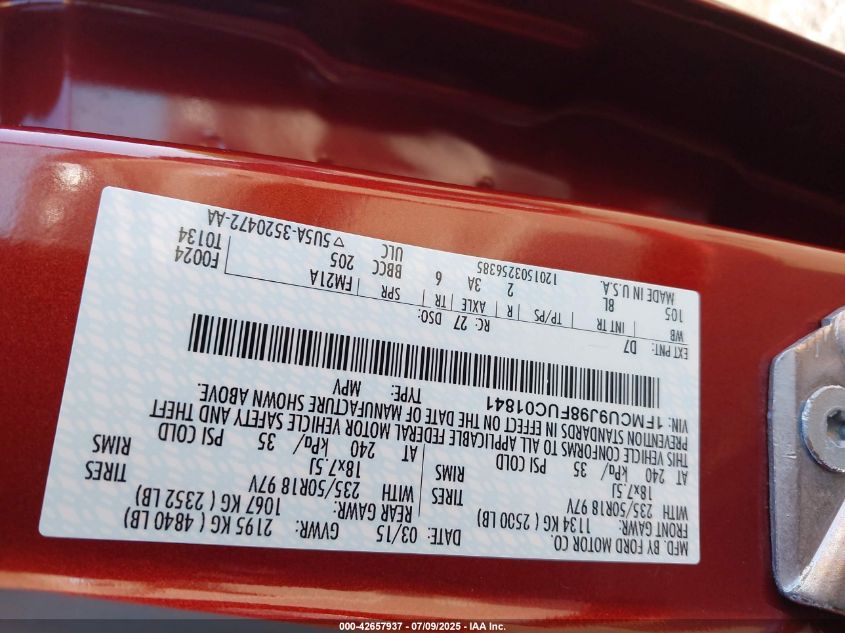 MFD. BY FORD MOTOR CO.
DATE: 03/15 GVWR: 2195 KG ( 4840 LB)
FRONT GAWR: 1134 KG ( 2500 LB) REAR GAWR: 1067 KG ( 2352 LB)
WITH 235/50R18 97V TIRES WITH 235/50R18 97V TIRES
18x7.5J RIMS 18x7.5J RIMS
AT 240 kPa/ 35 PSI COLD AT 240 kPa/ 35 PSI COLD
THIS VEHICLE CONFORMS TO ALL APPLICABLE FEDERAL MOTOR VEHICLE SAFETY AND THEFT
PREVENTION STANDARDS IN EFFECT ON THE DATE OF MANUFACTURE SHOWN ABOVE.
VIN: 1FMCU9J98FUC01841 TYPE: MPV
EXT PNT: D7 RC: 27 DSO: FM21A F0024
WB INT TR TP/PS R AXLE TR SPR T0134
105 8L 2 3A 6 BBCC 205
MADE IN U.S.A. 1201503256385 ULC ▽ 5U5A-3520472-AA
000-42657937 - 07/09/2025 - IAA Inc.